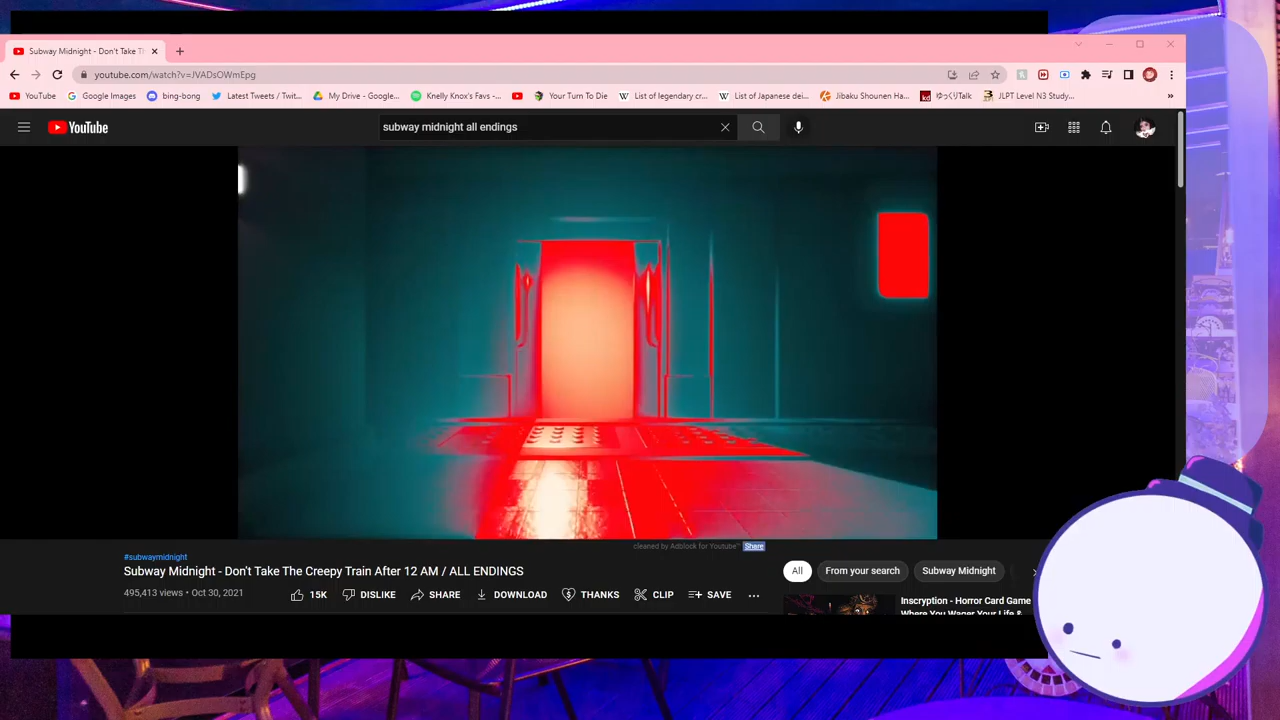 Subway Midnight - Don't Take Th
youtube.com/watch?v=JVADsOWmEpg
YouTube
Google Images
bing-bong
Latest Tweets / Twit...
My Drive - Google...
Knelly Knox's Favs -...
Your Turn To Die
List of legendary cr...
List of Japanese dei...
Jibaku Shounen Ha...
ゆっくりTalk
JLPT Level N3 Study...
»
YouTube
subway midnight all endings
cleaned by Adblock for Youtube™ Share
#subwaymidnight
Subway Midnight - Don't Take The Creepy Train After 12 AM / ALL ENDINGS
495,413 views • Oct 30, 2021
15K
DISLIKE
SHARE
DOWNLOAD
THANKS
CLIP
SAVE
All
From your search
Subway Midnight
Inscryption - Horror Card Game
Where You Wager Your Life &